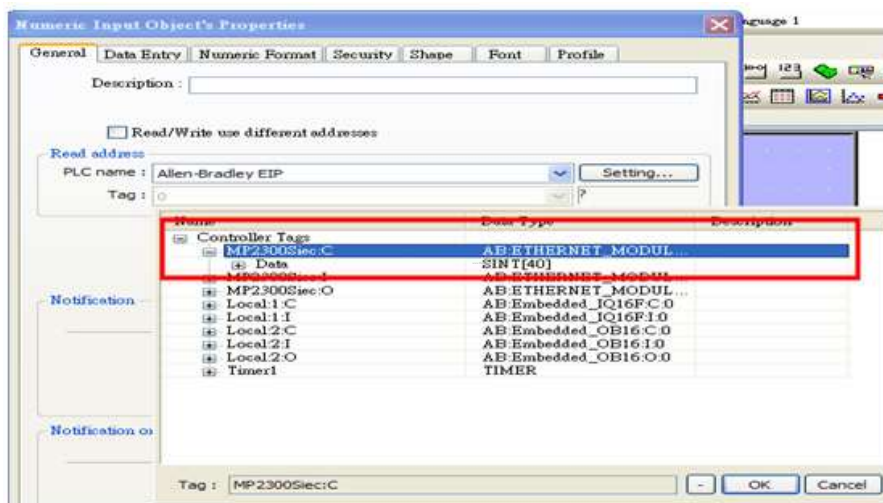 Numeric Input Object's Properties
nguage 1
General Data Entry Numeric Format Security Shape Font Profile
Description :
Read/Write use different addresses
Read address
PLC name : Allen-Bradley EIP Setting...
Tag : 0 ?
Name Data Type Description
Controller Tags
MP2300Siec:C AB:ETHERNET_MODUL...
Data SINT[40]
MP2300Siec:I AB:ETHERNET_MODUL...
MP2300Siec:O AB:ETHERNET_MODUL...
Notification
Local:1:C AB:Embedded_IQ16F:C:0
Local:1:I AB:Embedded_IQ16F:I:0
Local:2:C AB:Embedded_OB16:C:0
Local:2:I AB:Embedded_OB16:I:0
Local:2:O AB:Embedded_OB16:O:0
Timer1 TIMER
Notification o
Tag : MP2300Siec:C - OK Cancel